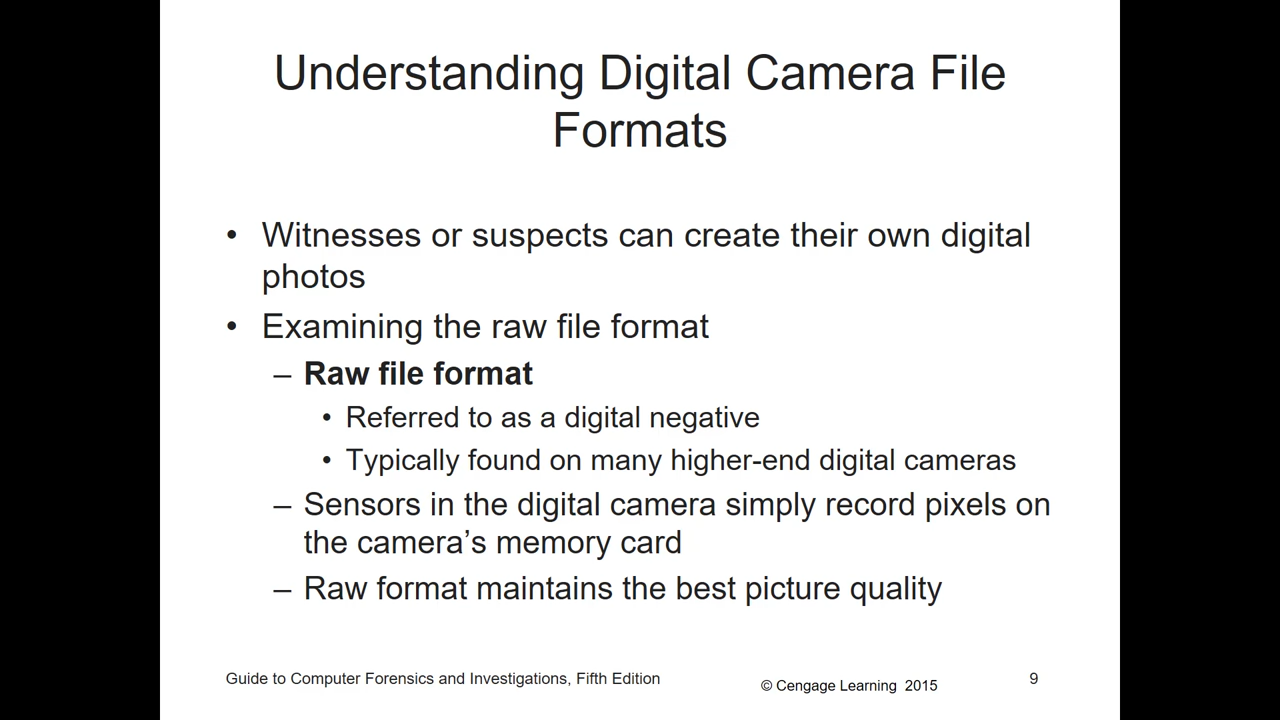 Understanding Digital Camera File
Formats
• Witnesses or suspects can create their own digital
photos
• Examining the raw file format
– Raw file format
• Referred to as a digital negative
• Typically found on many higher-end digital cameras
– Sensors in the digital camera simply record pixels on
the camera’s memory card
– Raw format maintains the best picture quality
Guide to Computer Forensics and Investigations, Fifth Edition
© Cengage Learning 2015
9